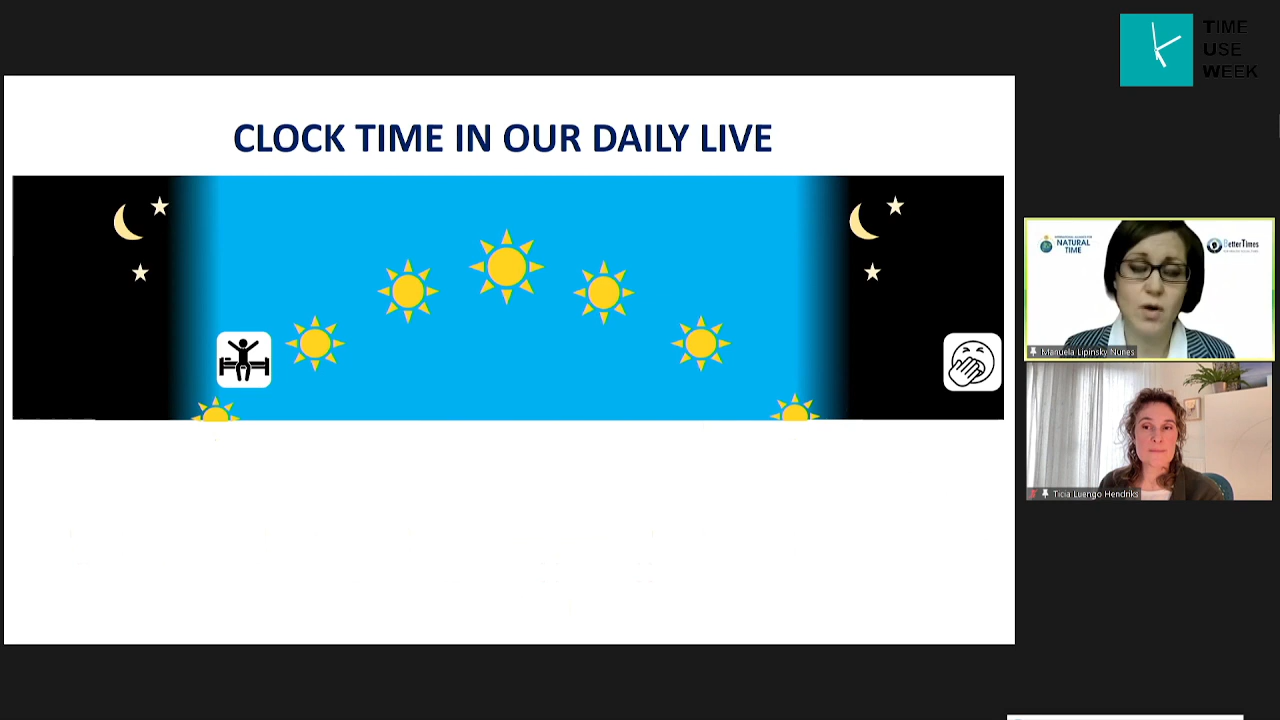 TIME
USE
WEEK
CLOCK TIME IN OUR DAILY LIVE
NATURAL
TIME
BetterTimes
Manuela Lipinsky Nunes
Ticia Luengo Hendriks